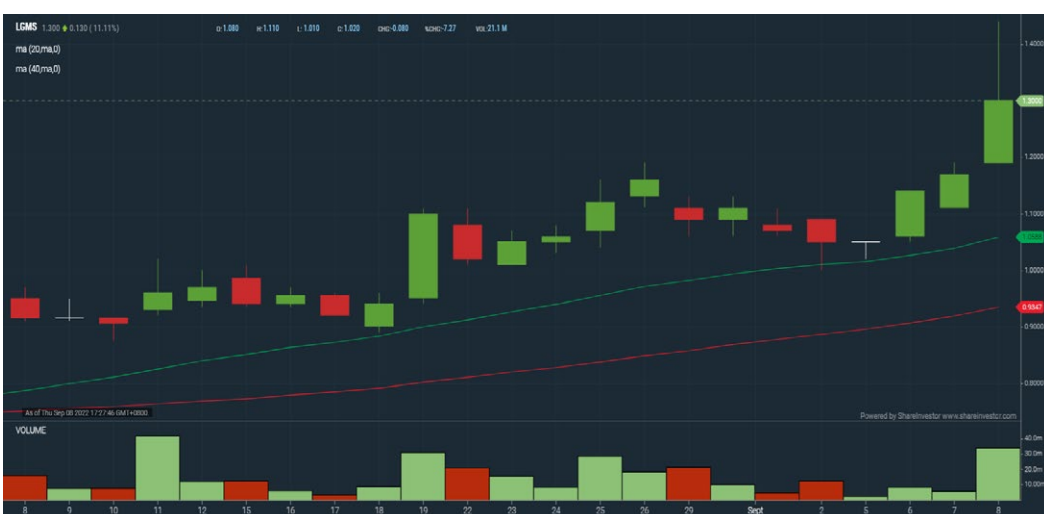 LGMS 1.300 0.130 (11.11%) O:1.080 H:1.110 L:1.010 C:1.020 CHG:-0.080 %CHG:-7.27 VOL:21.1 M
ma (20,ma,0)
ma (40,ma,0)
1.4000
1.3000
1.2000
1.1000
1.0000
0.9347
0.9000
0.8000
As of Thu Sep 08 2022 17:27:46 GMT+0800
Powered by ShareInvestor www.shareinvestor.com
VOLUME
40.0m
30.0m
20.0m
10.00m
8 9 10 11 12 15 16 17 18 19 22 23 24 25 26 29 Sept 2 5 6 7 8